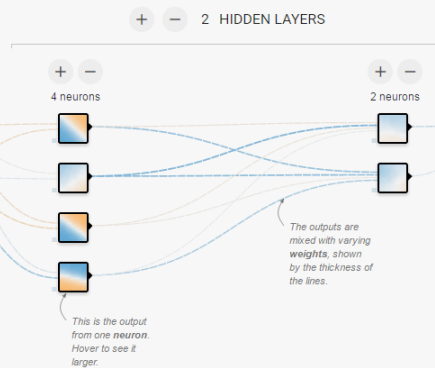 + − 2 HIDDEN LAYERS
+ −
+ −
4 neurons
2 neurons
The outputs are
mixed with varying
weights, shown
by the thickness of
the lines.
This is the output
from one neuron.
Hover to see it
larger.